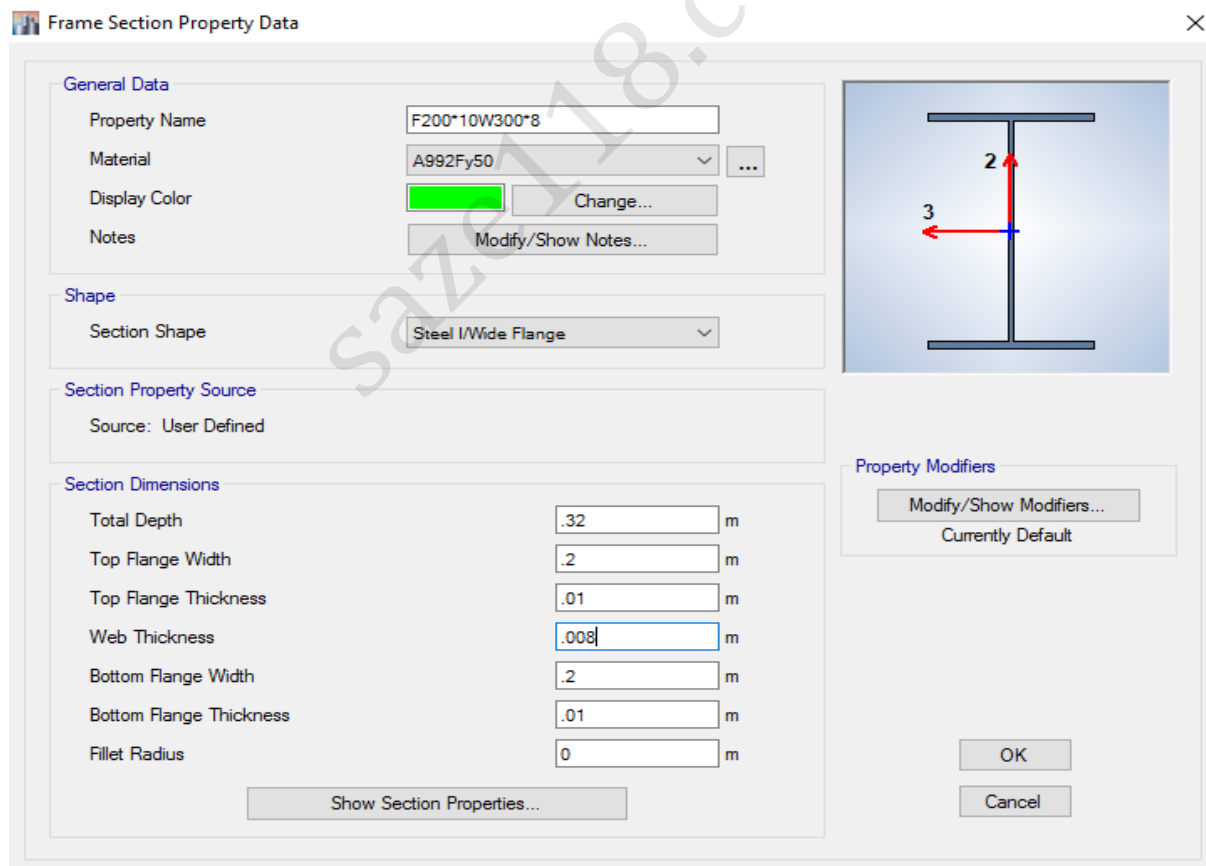 Frame Section Property Data
General Data
Property Name F200*10W300*8
Material A992Fy50 ...
Display Color Change...
Notes Modify/Show Notes...
Shape
Section Shape Steel I/Wide Flange
Section Property Source
Source: User Defined
Section Dimensions
Total Depth .32 m
Top Flange Width .2 m
Top Flange Thickness .01 m
Web Thickness .008 m
Bottom Flange Width .2 m
Bottom Flange Thickness .01 m
Fillet Radius 0 m
Show Section Properties...
2
3
Property Modifiers
Modify/Show Modifiers...
Currently Default
OK
Cancel
saze118.c